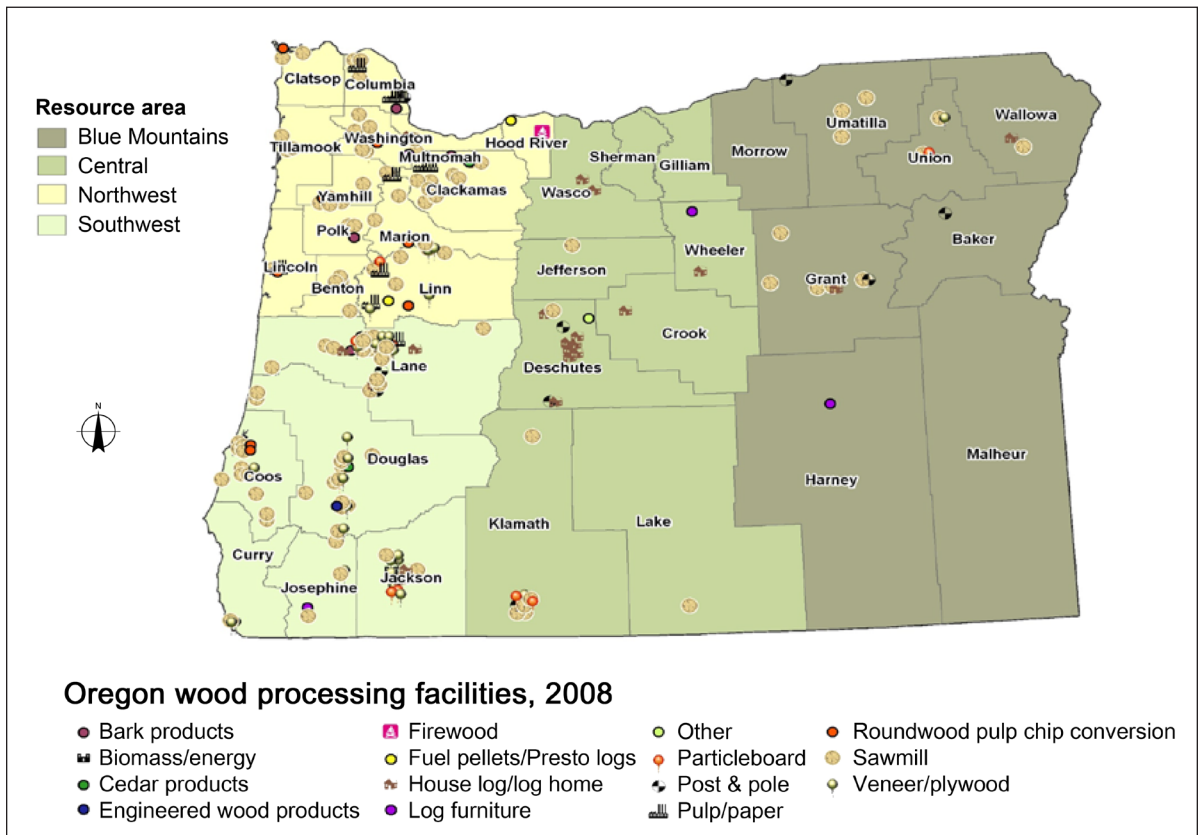 Resource area
Blue Mountains
Central
Northwest
Southwest
N
Clatsop
Columbia
Tillamook
Washington
Multnomah
Hood River
Yamhill
Clackamas
Polk
Marion
Lincoln
Benton
Linn
Lane
Douglas
Coos
Curry
Josephine
Jackson
Wasco
Sherman
Gilliam
Wheeler
Jefferson
Crook
Deschutes
Klamath
Lake
Morrow
Umatilla
Union
Wallowa
Baker
Grant
Harney
Malheur
Oregon wood processing facilities, 2008
Bark products
Biomass/energy
Cedar products
Engineered wood products
Firewood
Fuel pellets/Presto logs
House log/log home
Log furniture
Other
Particleboard
Post & pole
Pulp/paper
Roundwood pulp chip conversion
Sawmill
Veneer/plywood